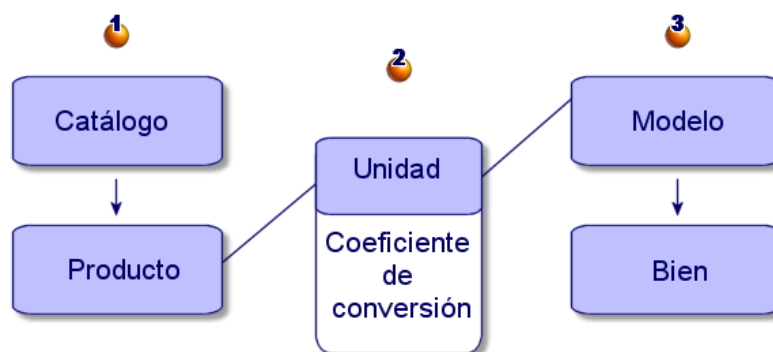 1
Catálogo
Producto
2
Unidad
Coeficiente
de
conversión
3
Modelo
Bien